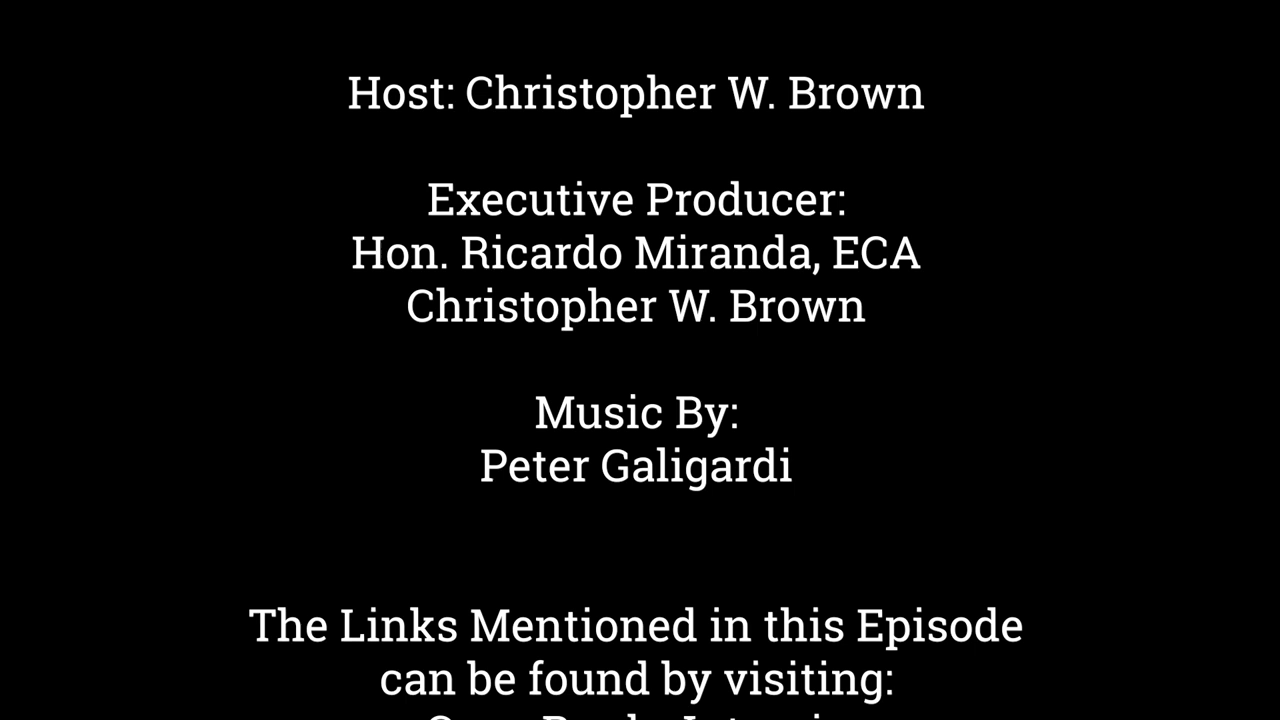 Host: Christopher W. Brown
Executive Producer:
Hon. Ricardo Miranda, ECA
Christopher W. Brown
Music By:
Peter Galigardi
The Links Mentioned in this Episode
can be found by visiting: